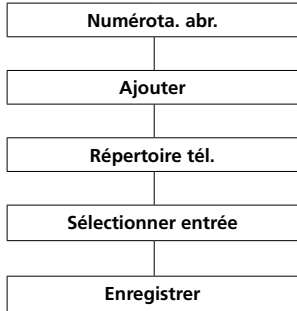 Numérota. abr.
Ajouter
Répertoire tél.
Sélectionner entrée
Enregistrer